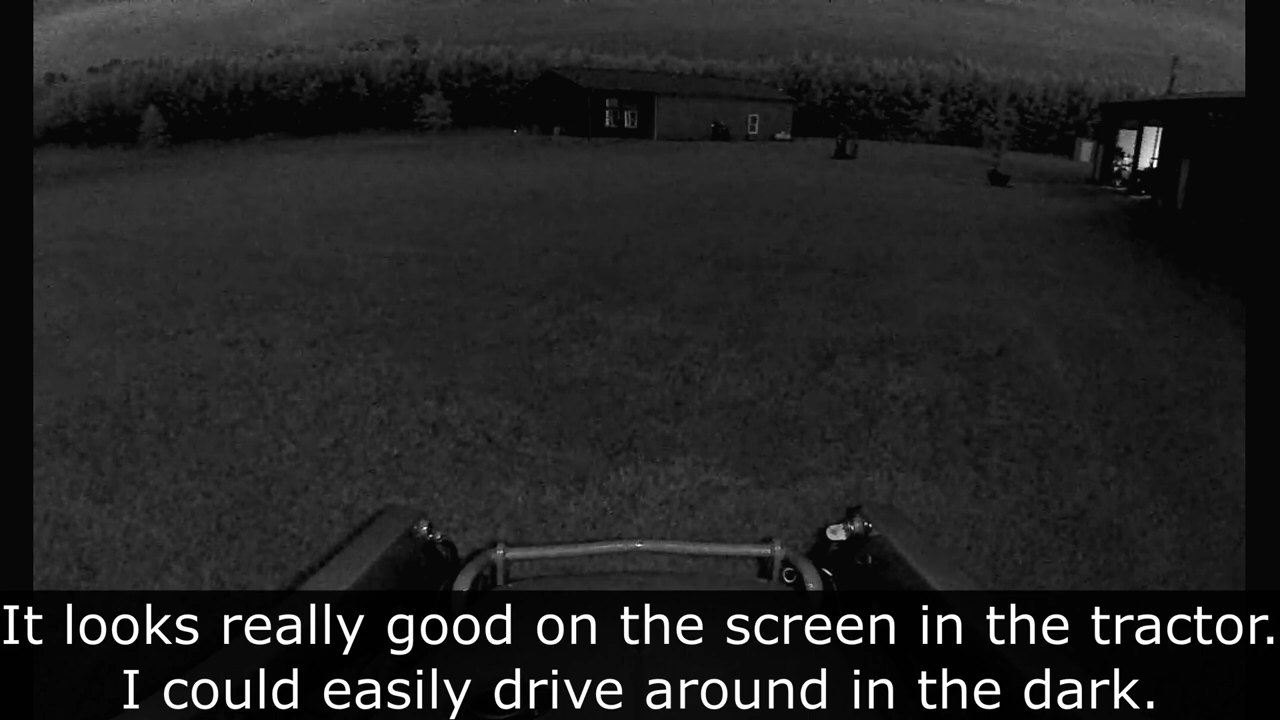 It looks really good on the screen in the tractor.
I could easily drive around in the dark.